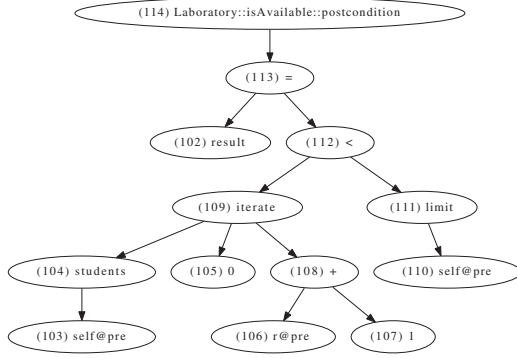 (114) Laboratory::isAvailable::postcondition
(113) =
(102) result
(112) <
(109) iterate
(111) limit
(104) students
(105) 0
(108) +
(110) self@pre
(103) self@pre
(106) r@pre
(107) 1